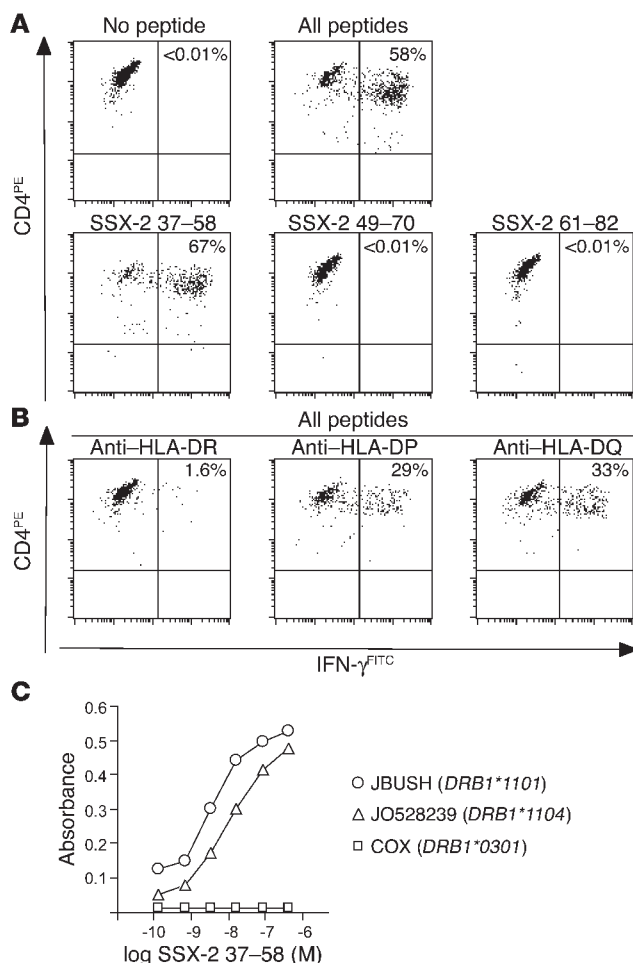 A
No peptide
All peptides
<0.01%
58%
CD4PE
SSX-2 37–58
SSX-2 49–70
SSX-2 61–82
67%
<0.01%
<0.01%
B
All peptides
Anti–HLA-DR
Anti–HLA-DP
Anti–HLA-DQ
1.6%
29%
33%
CD4PE
IFN-γFITC
C
0.6
0.5
0.4
0.3
0.2
0.1
Absorbance
-10 -9 -8 -7 -6
log SSX-2 37–58 (M)
JBUSH (DRB1*1101)
JO528239 (DRB1*1104)
COX (DRB1*0301)